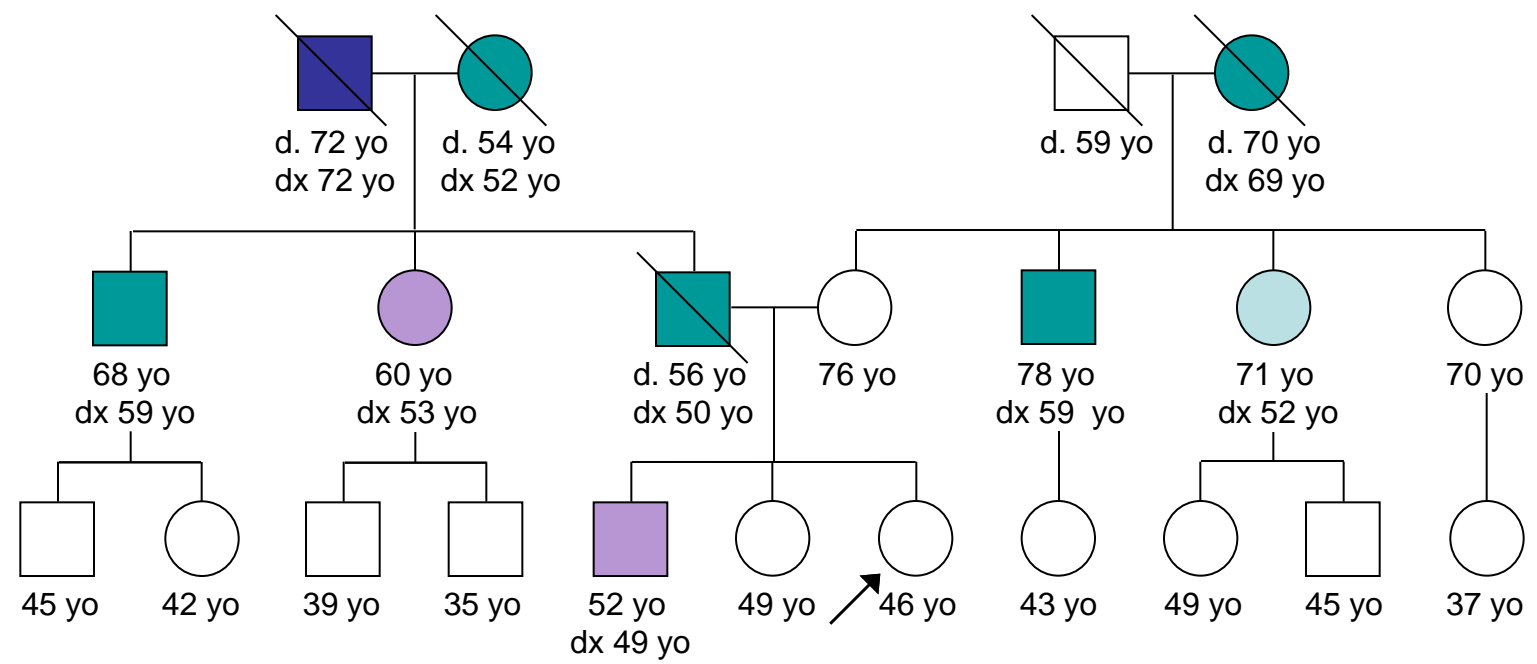 d. 72 yo
dx 72 yo
d. 54 yo
dx 52 yo
d. 59 yo
d. 70 yo
dx 69 yo
68 yo
dx 59 yo
60 yo
dx 53 yo
d. 56 yo
dx 50 yo
76 yo
78 yo
dx 59  yo
71 yo
dx 52 yo
70 yo
45 yo
42 yo
39 yo
35 yo
52 yo
dx 49 yo
49 yo
46 yo
43 yo
49 yo
45 yo
37 yo